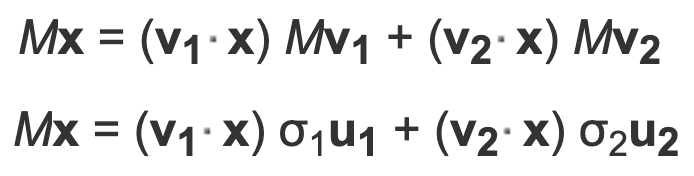 Mx = (v₁· x) Mv₁ + (v₂· x) Mv₂
Mx = (v₁· x) σ₁u₁ + (v₂· x) σ₂u₂